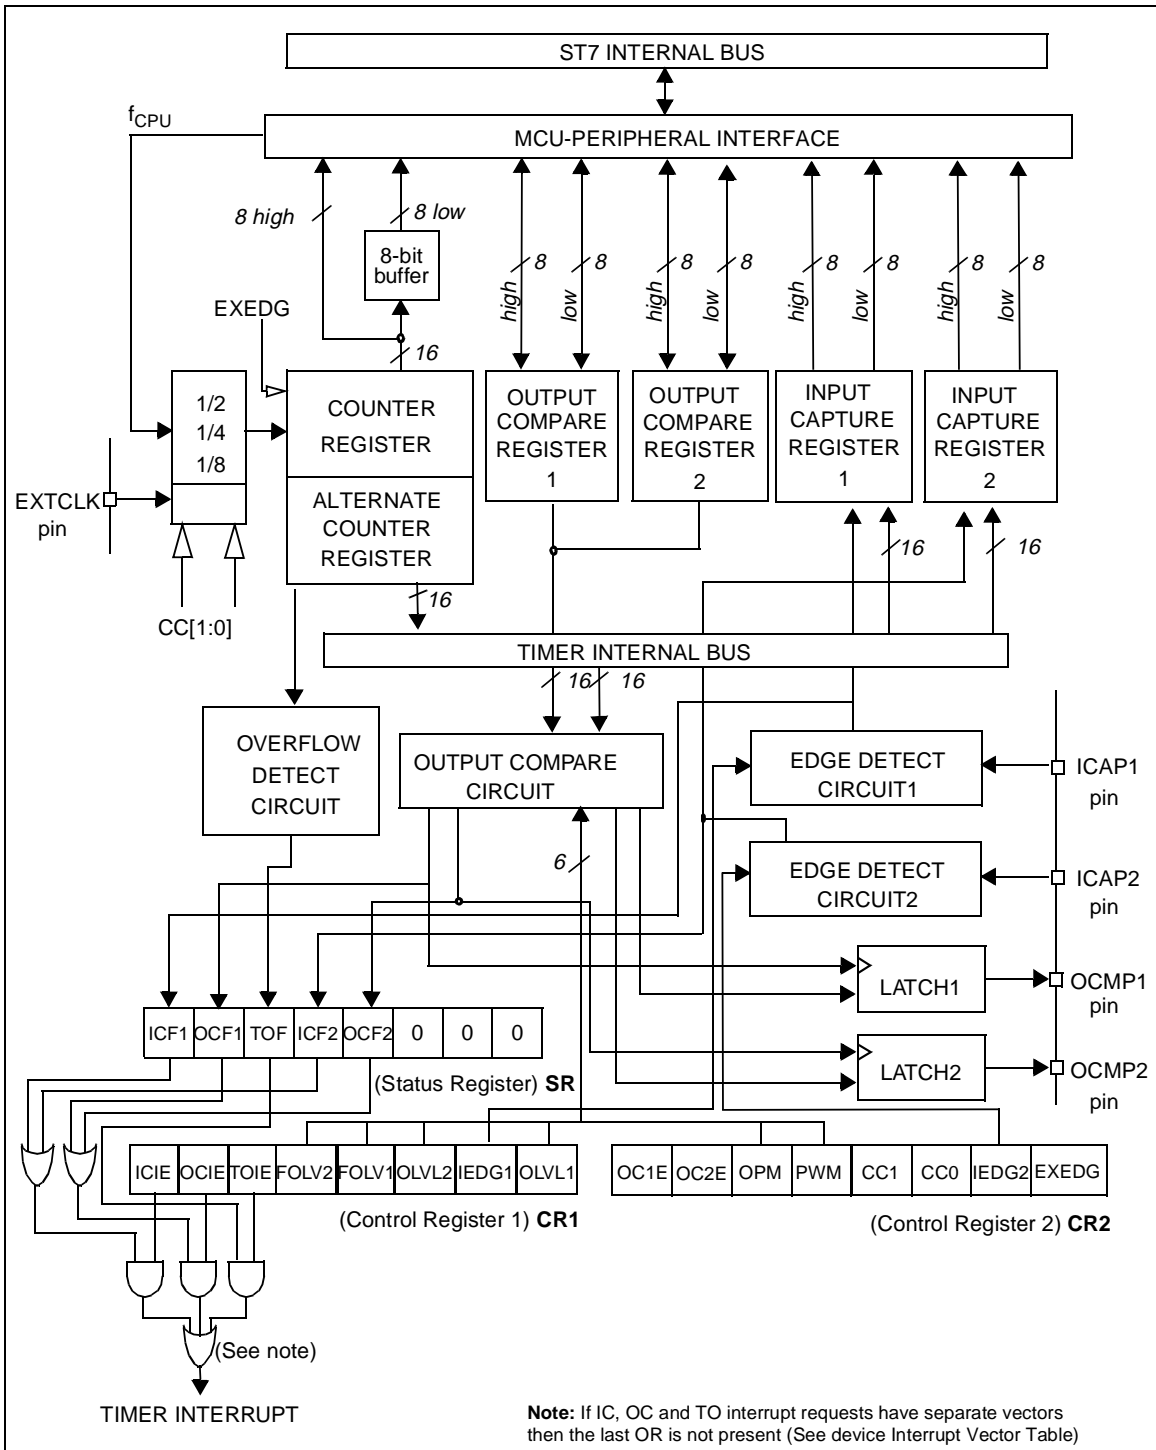 ST7 INTERNAL BUS
fCPU
MCU-PERIPHERAL INTERFACE
8 high
8 low
8-bit
buffer
8
8
8
8
8
8
8
8
high
low
high
low
high
low
high
low
EXEDG
16
1/2
1/4
1/8
COUNTER
REGISTER
OUTPUT
COMPARE
REGISTER
1
OUTPUT
COMPARE
REGISTER
2
INPUT
CAPTURE
REGISTER
1
INPUT
CAPTURE
REGISTER
2
EXTCLK
pin
ALTERNATE
COUNTER
REGISTER
16
16
16
CC[1:0]
TIMER INTERNAL BUS
16
16
OVERFLOW
DETECT
CIRCUIT
OUTPUT COMPARE
CIRCUIT
EDGE DETECT
CIRCUIT1
ICAP1
pin
6
EDGE DETECT
CIRCUIT2
ICAP2
pin
LATCH1
OCMP1
pin
ICF1 OCF1 TOF ICF2 OCF2 0 0 0
(Status Register) SR
LATCH2
OCMP2
pin
ICIE OCIE TOIE FOLV2 FOLV1 OLVL2 IEDG1 OLVL1
(Control Register 1) CR1
OC1E OC2E OPM PWM CC1 CC0 IEDG2 EXEDG
(Control Register 2) CR2
(See note)
TIMER INTERRUPT
Note: If IC, OC and TO interrupt requests have separate vectors
then the last OR is not present (See device Interrupt Vector Table)